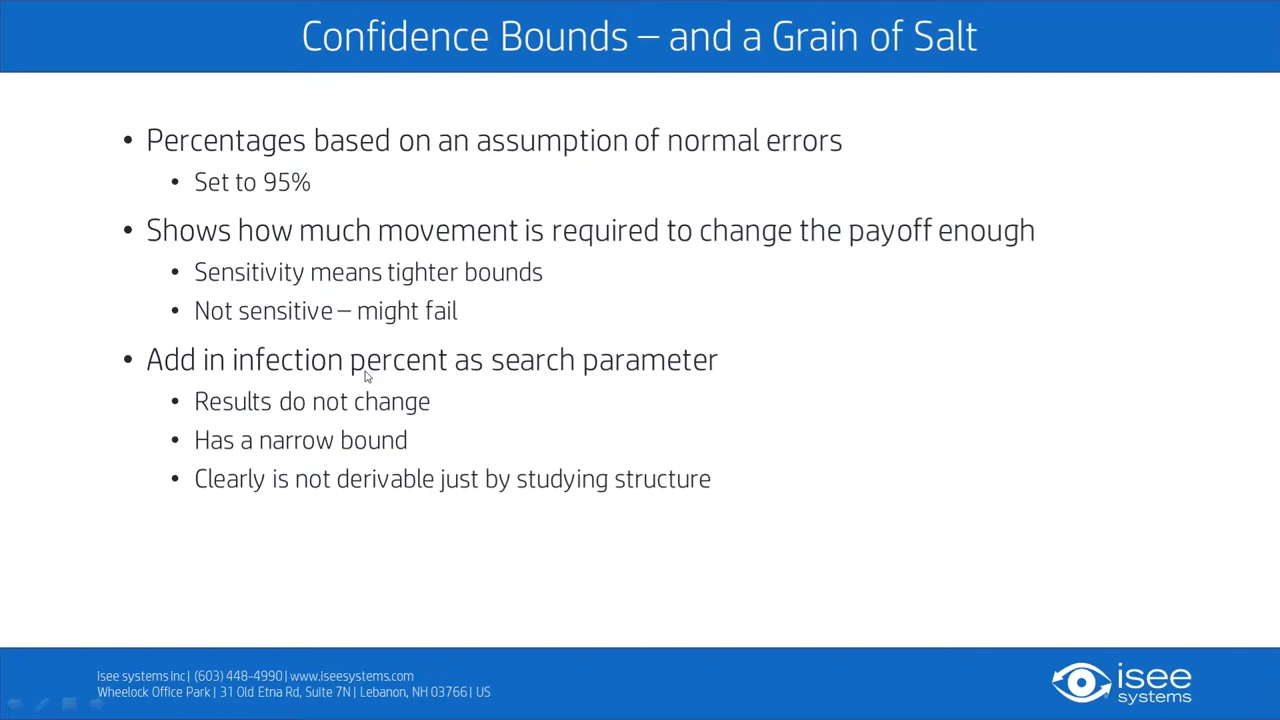 Confidence Bounds – and a Grain of Salt
• Percentages based on an assumption of normal errors
• Set to 95%
• Shows how much movement is required to change the payoff enough
• Sensitivity means tighter bounds
• Not sensitive – might fail
• Add in infection percent as search parameter
• Results do not change
• Has a narrow bound
• Clearly is not derivable just by studying structure
isee systems inc | (603) 448-4990 | www.iseesystems.com
Wheelock Office Park | 31 Old Etna Rd, Suite 7N | Lebanon, NH 03766 | US
isee
systems